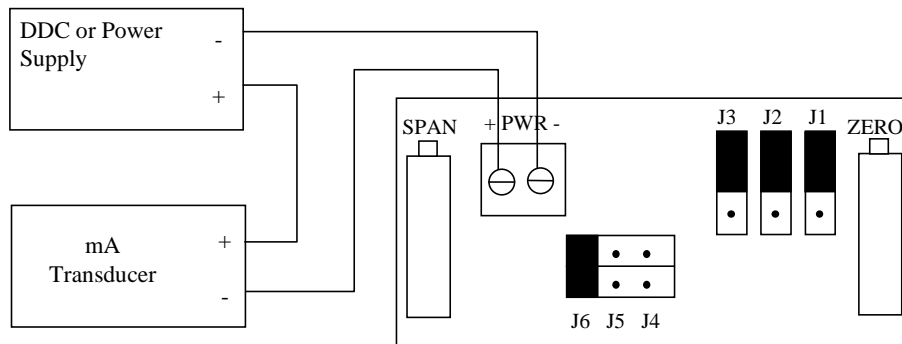 DDC or Power
Supply
-
+
mA
Transducer
+
-
SPAN
+ PWR -
J3 J2 J1
ZERO
J6 J5 J4